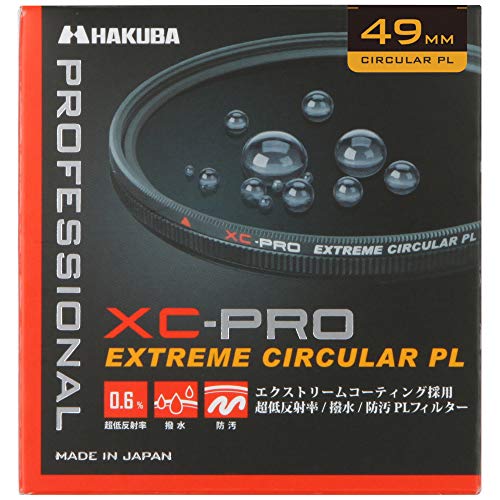 HAKUBA
49MM
CIRCULAR PL
PROFESSIONAL
XC-PRO EXTREME CIRCULAR PL
XC-PRO
EXTREME CIRCULAR PL
0.6%
超低反射率
撥水
防汚
エクストリームコーティング採用
超低反射率/撥水/防汚PLフィルター
MADE IN JAPAN